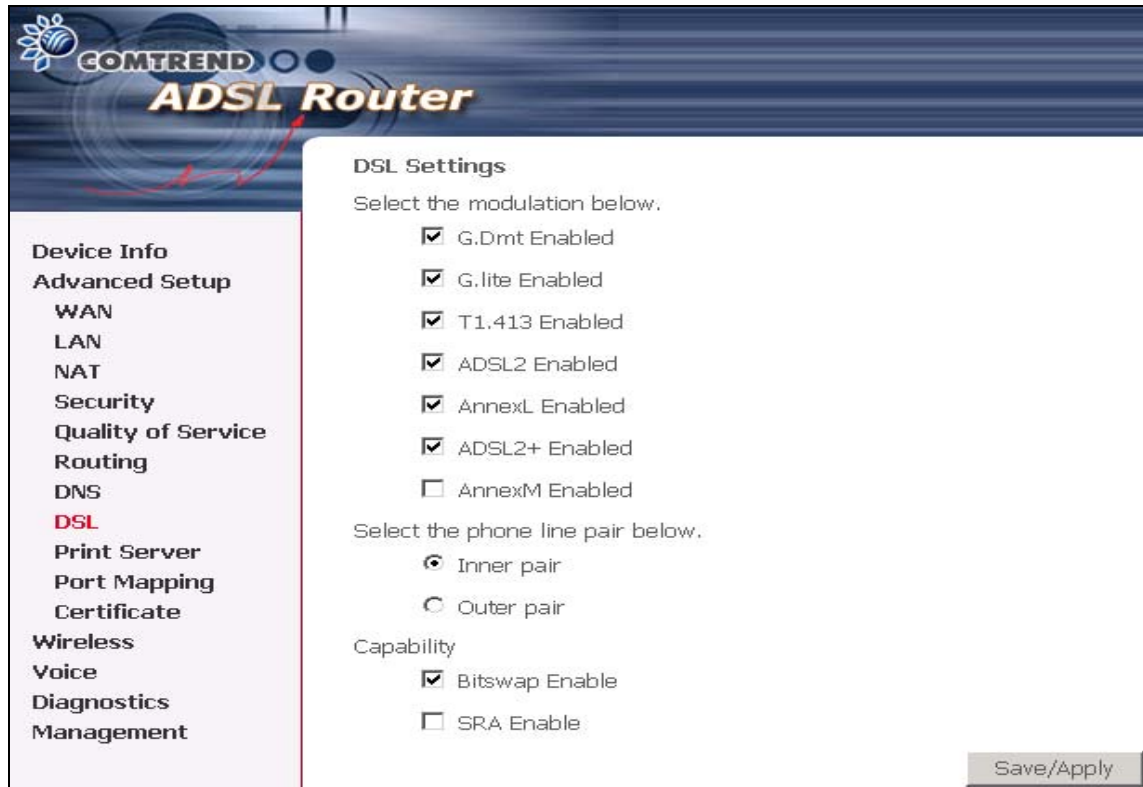 COMTREND
ADSL Router
Device Info
Advanced Setup
WAN
LAN
NAT
Security
Quality of Service
Routing
DNS
DSL
Print Server
Port Mapping
Certificate
Wireless
Voice
Diagnostics
Management
DSL Settings
Select the modulation below.
G.Dmt Enabled
G.lite Enabled
T1.413 Enabled
ADSL2 Enabled
AnnexL Enabled
ADSL2+ Enabled
AnnexM Enabled
Select the phone line pair below.
Inner pair
Outer pair
Capability
Bitswap Enable
SRA Enable
Save/Apply